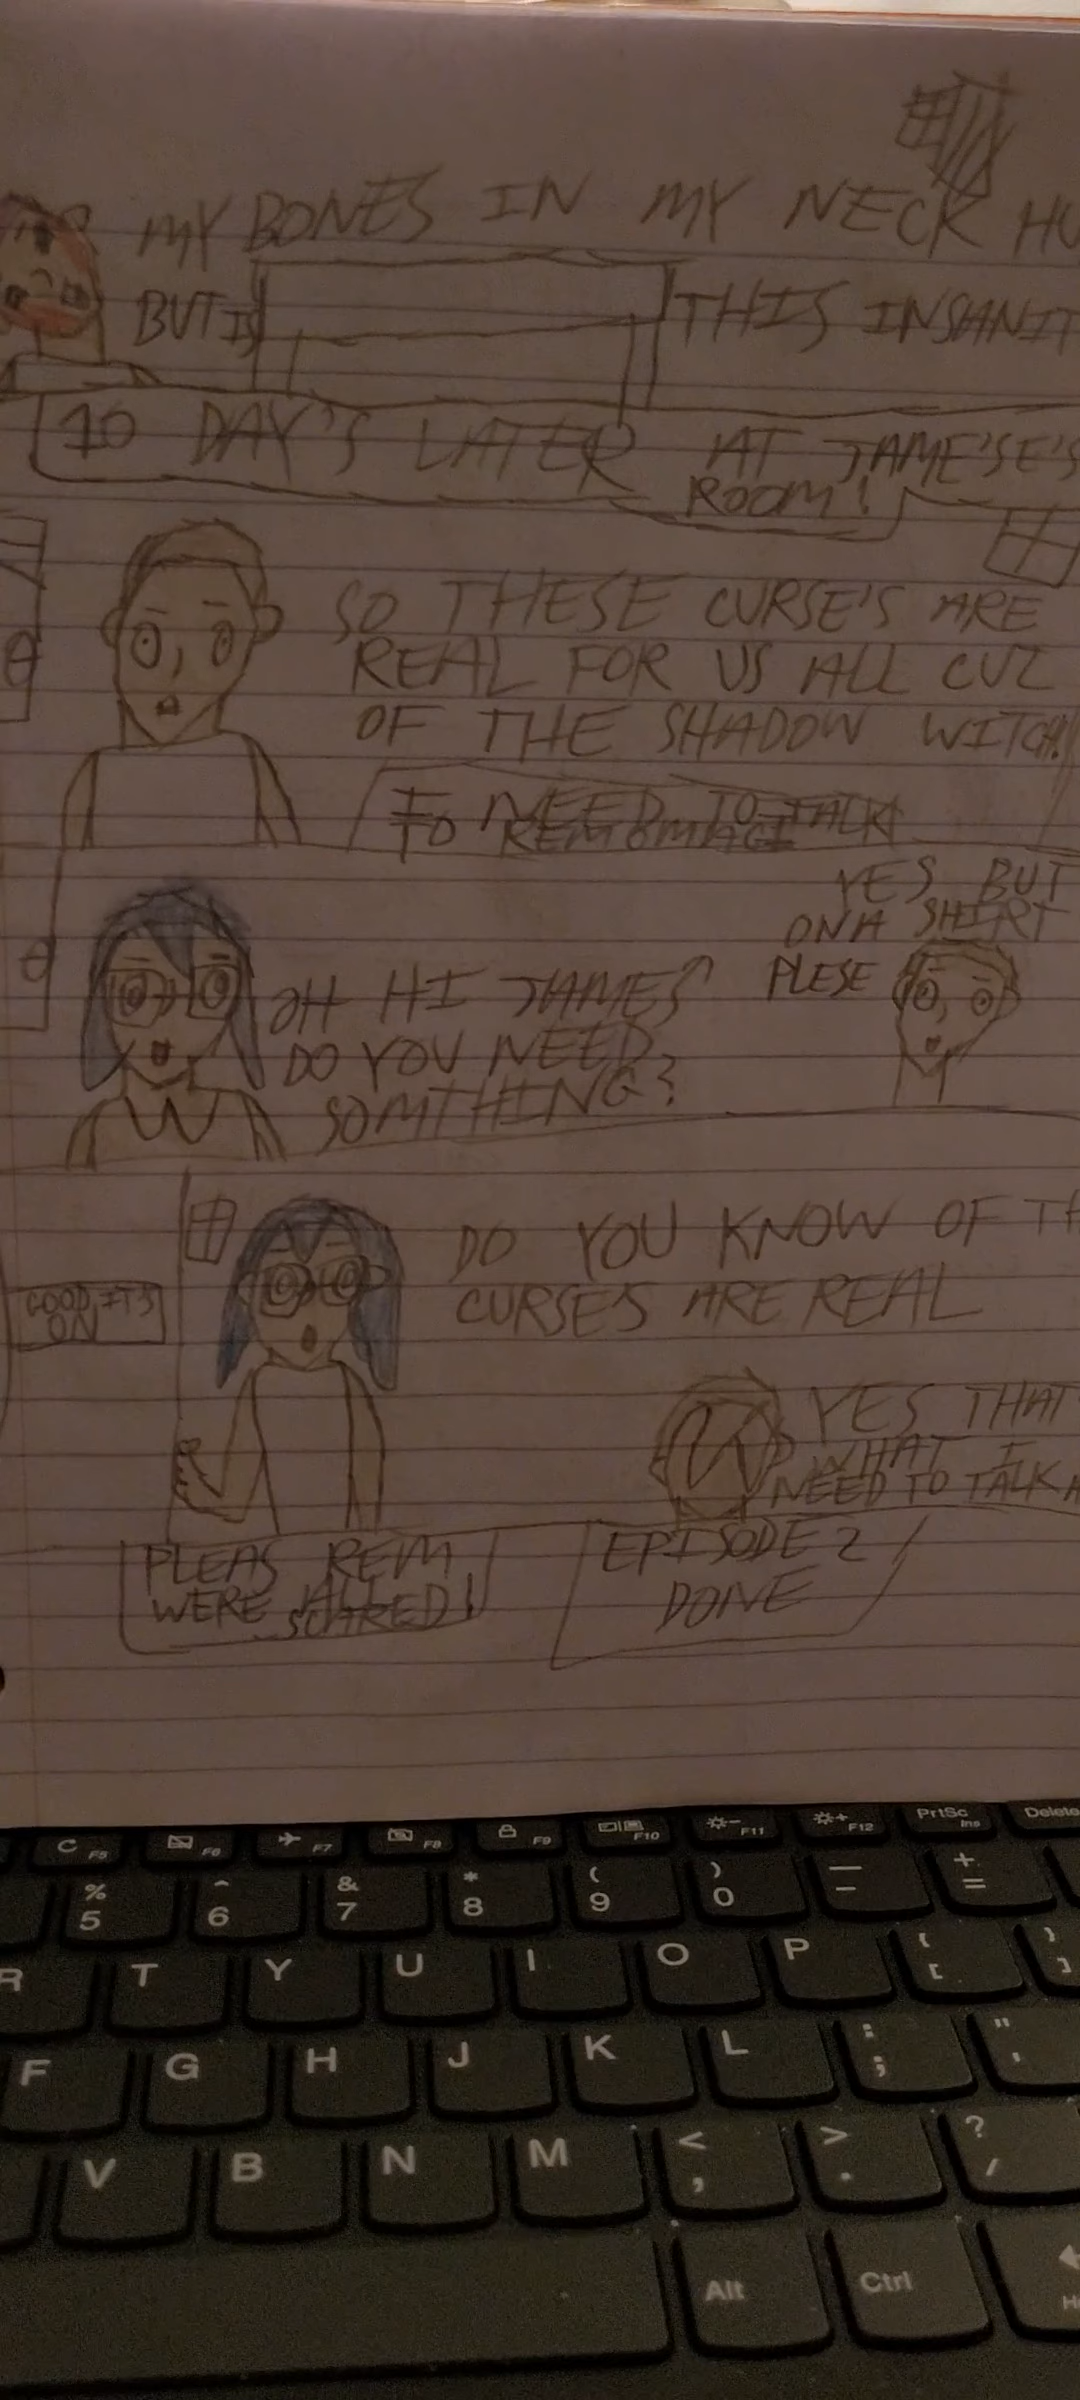 MY BONES IN MY NECK HU
BUT IS THIS INSANIT
10 DAY'S LATER AT JAME'SE'S
ROOM!
SO THESE CURSE'S ARE
REAL FOR US ALL CUZ
OF THE SHADOW WITCH!
I NEED TO TALK
TO REM
YES BUT
ON A SHIRT
PLESE
OH HI JAMES
DO YOU NEED
SOMTHING?
GOOD ITS
ON
DO YOU KNOW OF TH
CURSES ARE REAL
YES THAT
WHAT I
NEED TO TALK A
PLEAS REM
WERE ALL
SCARED!
EPISODE 2
DONE
C F5 F6 F7 F8 F9 F10 F11 F12 PrtSc Ins Delete
% 5 ^ 6 & 7 * 8 ( 9 ) 0 — - + =
R T Y U I O P { [ } ]
F G H J K L : ; " '
V B N M < , > . ? /
Alt Ctrl